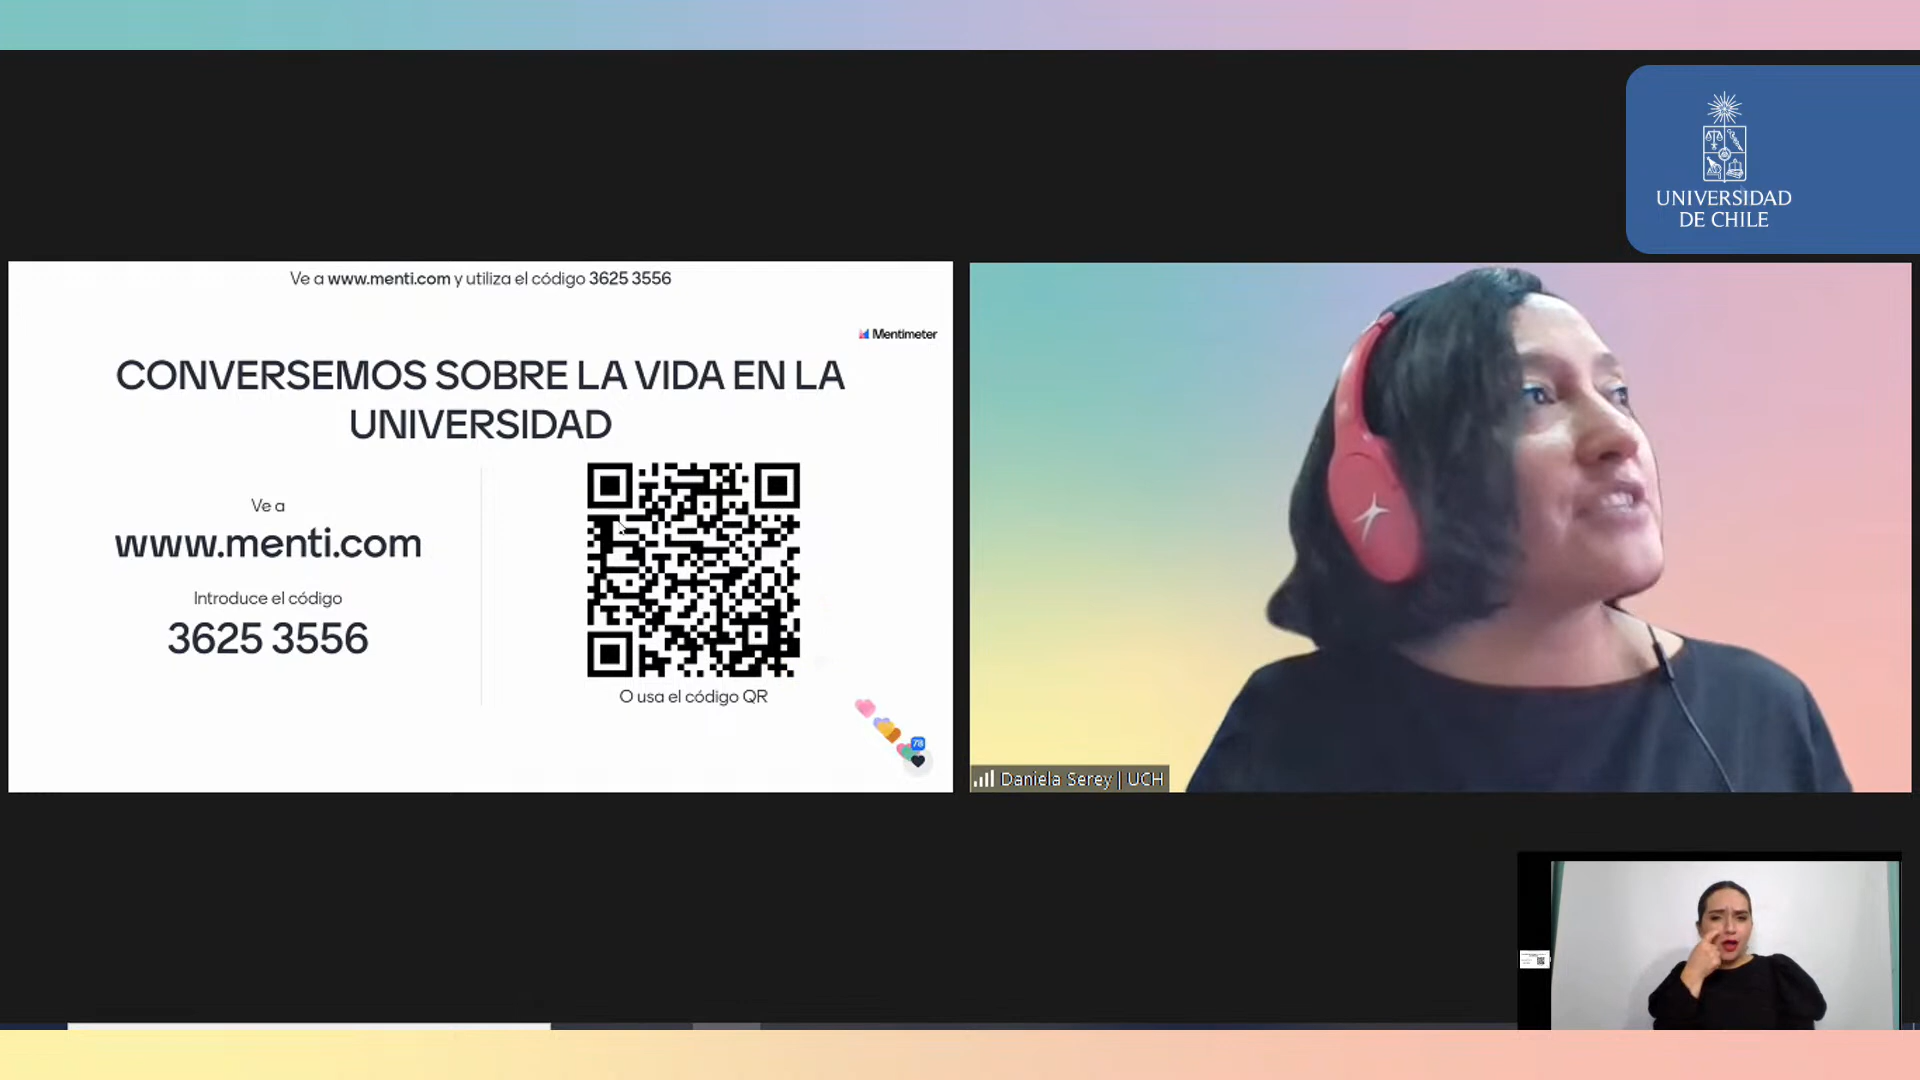 Ve a www.menti.com y utiliza el código 3625 3556
Mentimeter
CONVERSEMOS SOBRE LA VIDA EN LA
UNIVERSIDAD
Ve a
www.menti.com
Introduce el código
3625 3556
O usa el código QR
78
UNIVERSIDAD
DE CHILE
Daniela Serey | UCH